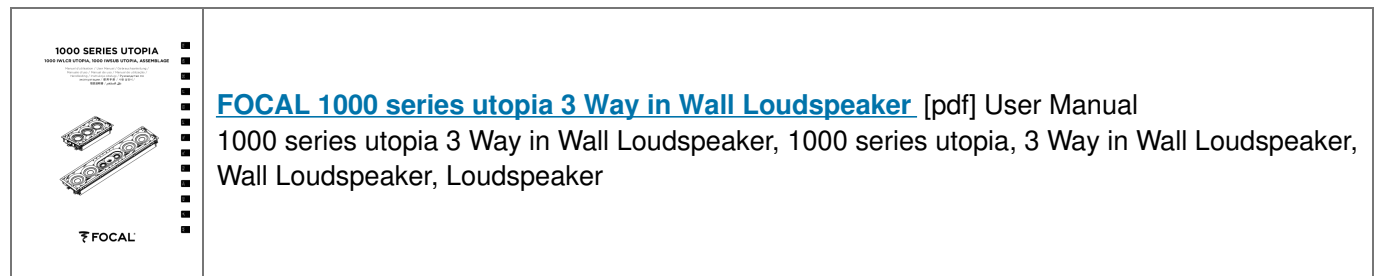 1000 SERIES UTOPIA
1000 IWLCR UTOPIA, 1000 IWSUB UTOPIA, ASSEMBLAGE
FOCAL
FOCAL 1000 series utopia 3 Way in Wall Loudspeaker [pdf] User Manual
1000 series utopia 3 Way in Wall Loudspeaker, 1000 series utopia, 3 Way in Wall Loudspeaker,
Wall Loudspeaker, Loudspeaker